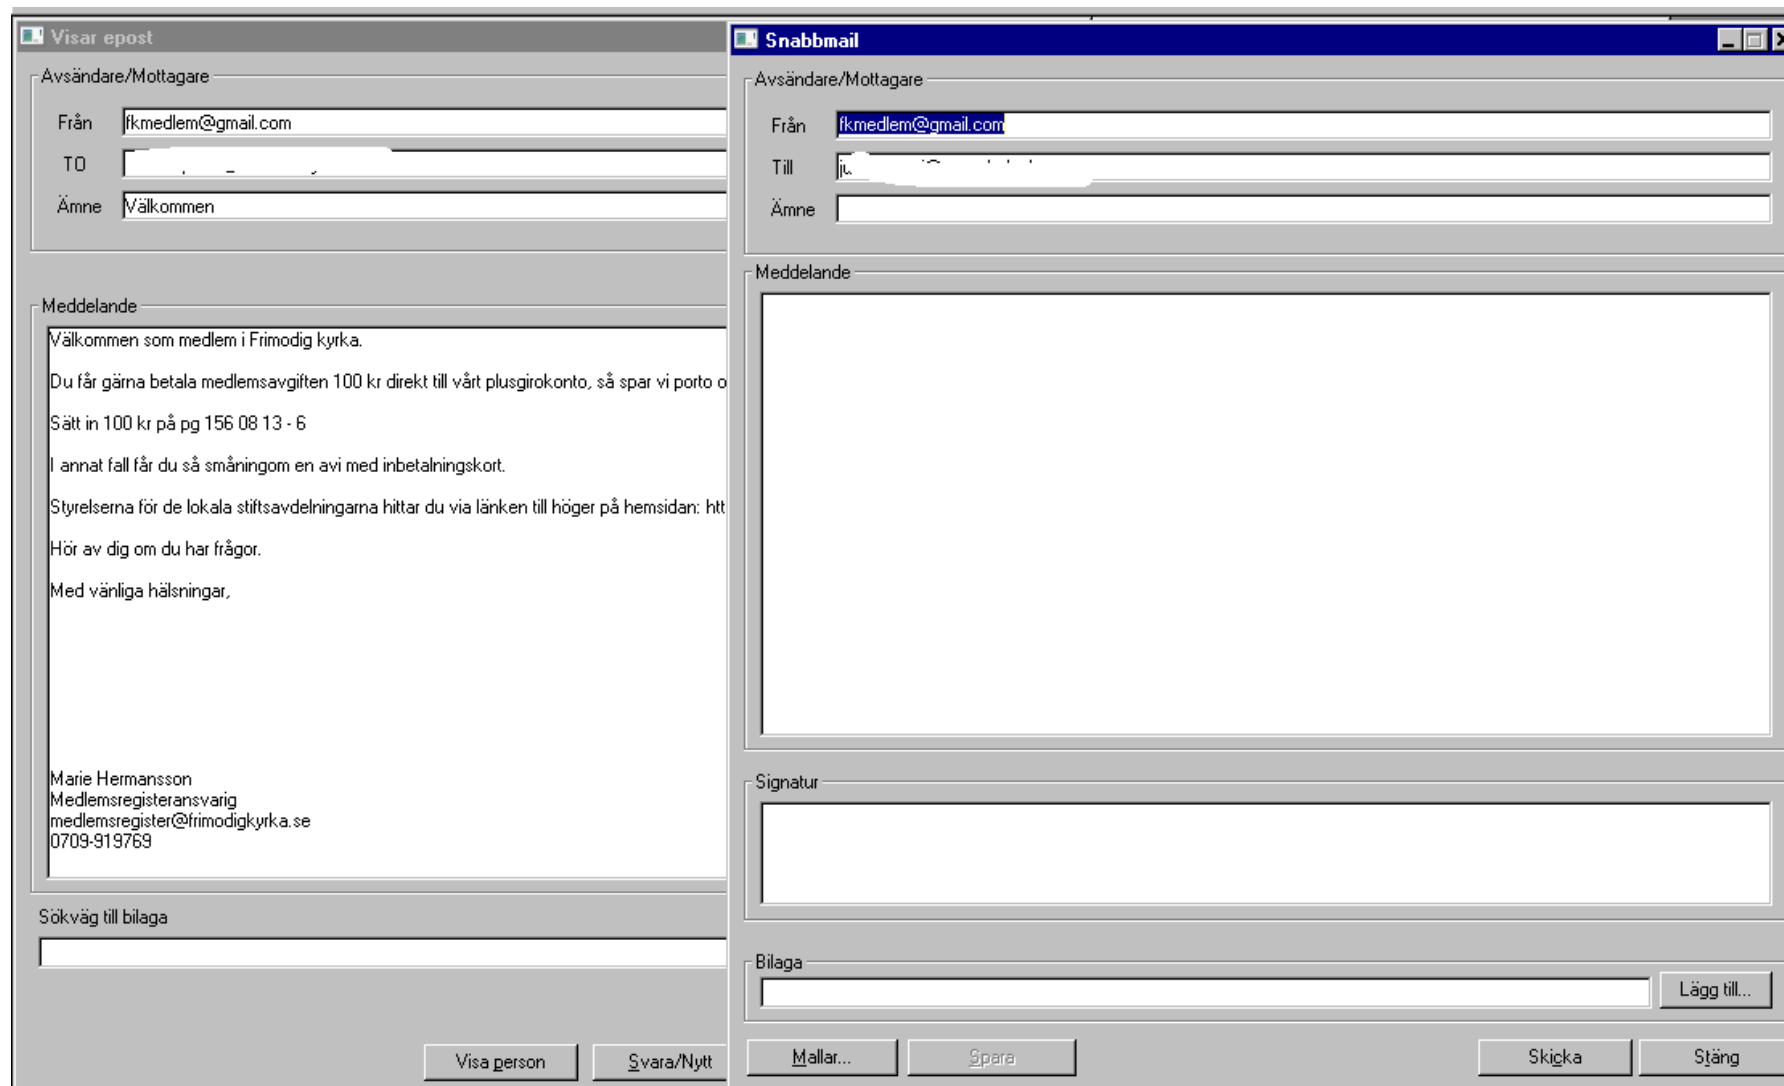 Visar epost
Avsändare/Mottagare
Från fkmedlem@gmail.com
TO
Ämne Välkommen
Meddelande
Välkommen som medlem i Frimodig kyrka.
Du får gärna betala medlemsavgiften 100 kr direkt till vårt plusgirokonto, så spar vi porto o
Sätt in 100 kr på pg 156 08 13 - 6
I annat fall får du så småningom en avi med inbetalningskort.
Styrelserna för de lokala stiftsavdelningarna hittar du via länken till höger på hemsidan: htt
Hör av dig om du har frågor.
Med vänliga hälsningar,
Marie Hermansson
Medlemsregisteransvarig
medlemsregister@frimodigkyrka.se
0709-919769
Sökväg till bilaga
Visa person
Svara/Nytt
Snabbmail
Avsändare/Mottagare
Från fkmedlem@gmail.com
Till
Ämne
Meddelande
Signatur
Bilaga
Lägg till...
Mallar...
Spara
Skicka
Stäng